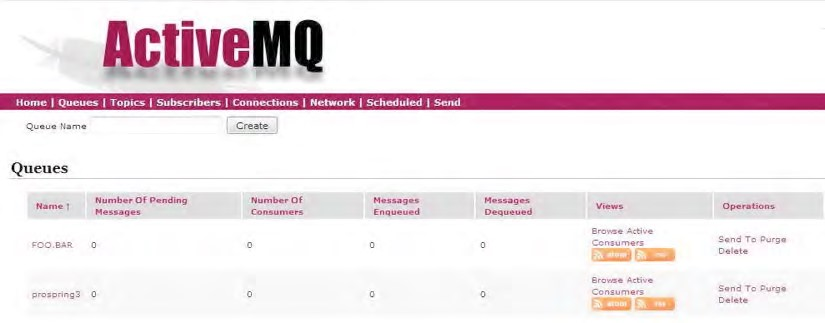 ActiveMQ
Home | Queues | Topics | Subscribers | Connections | Network | Scheduled | Send
Queue Name Create
Queues
Name ↑ Number Of Pending Messages Number Of Consumers Messages Enqueued Messages Dequeued Views Operations
FOO.BAR 0 0 0 0 Browse Active Consumers atom rss Send To Purge Delete
prospring3 0 0 0 0 Browse Active Consumers atom rss Send To Purge Delete